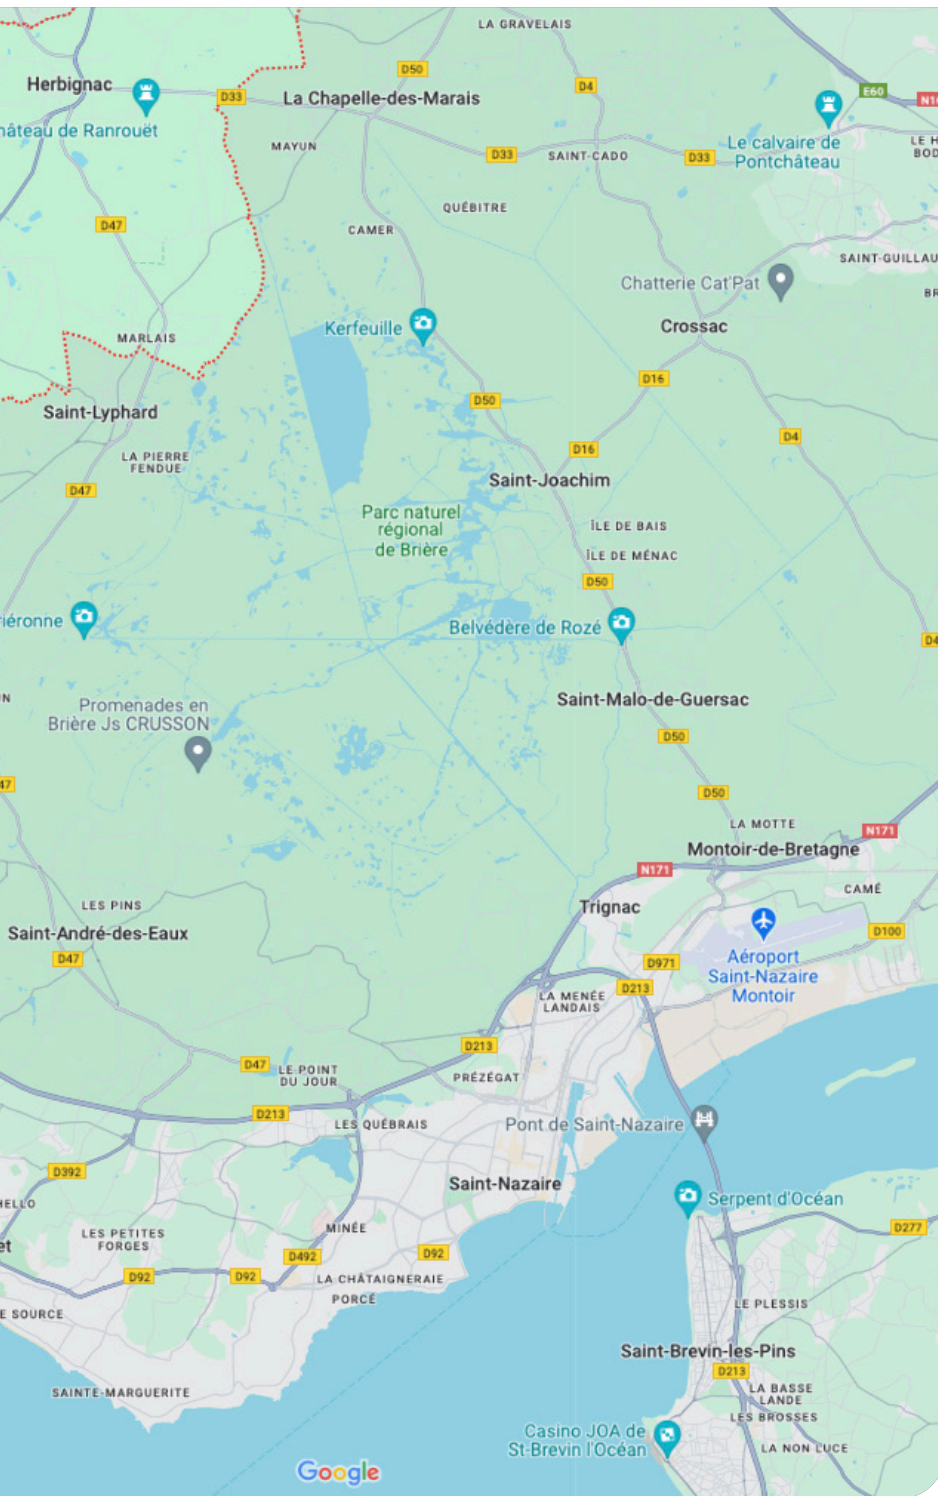 LA GRAVELAIS
D50
Herbignac
D4
E60
D33
La Chapelle-des-Marais
Château de Ranrouët
Le calvaire de
Pontchâteau
MAYUN
D33
SAINT-CADO
D33
QUÉBITRE
D47
CAMER
SAINT-GUILLAU
Chatterie Cat'Pat
Kerfeuille
Crossac
MARLAIS
D16
D50
Saint-Lyphard
D4
D16
LA PIERRE
FENDUE
Saint-Joachim
D47
Parc naturel
régional
de Brière
ÎLE DE BAIS
ÎLE DE MÉNAC
D50
riéronne
Belvédère de Rozé
D4
Saint-Malo-de-Guersac
Promenades en
Brière Js CRUSSON
D50
47
D50
LA MOTTE
N171
Montoir-de-Bretagne
N171
CAMÉ
LES PINS
Trignac
Saint-André-des-Eaux
D100
D47
Aéroport
Saint-Nazaire
Montoir
D971
D213
LA MENÉE
LANDAIS
D213
D47
LE POINT
DU JOUR
PRÉZÉGAT
D213
LES QUÉBRAIS
Pont de Saint-Nazaire
D392
Saint-Nazaire
Serpent d'Océan
HELLO
MINÉE
D277
LES PETITES
FORGES
et
D492
D92
D92
D92
LA CHÂTAIGNERAIE
PORCÉ
LE PLESSIS
E SOURCE
Saint-Brevin-les-Pins
D213
SAINTE-MARGUERITE
LA BASSE
LANDE
LES BROSSES
Casino JOA de
St-Brevin l'Océan
LA NON LUCE
Google